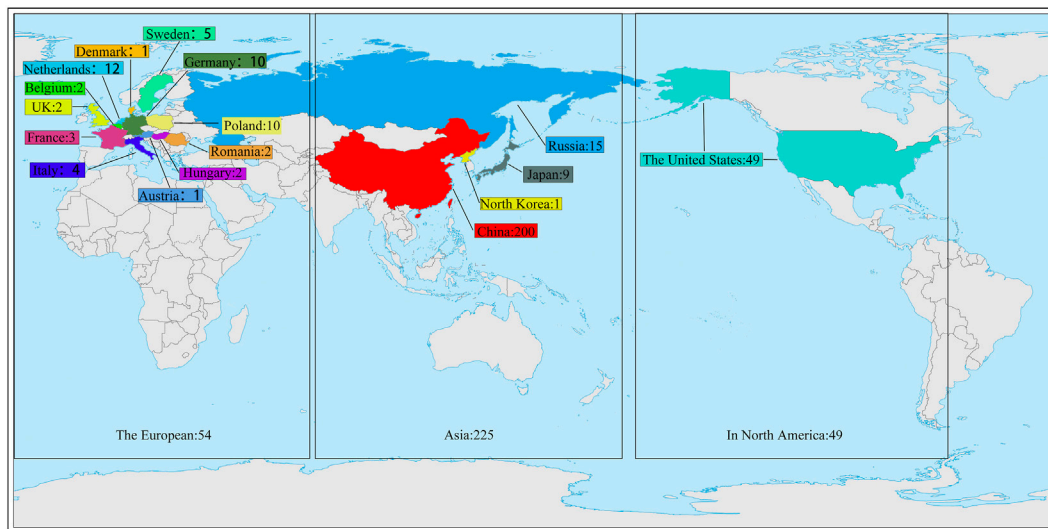 Sweden: 5
Denmark: 1
Germany: 10
Netherlands: 12
Belgium:2
UK:2
Poland:10
France:3
Romania:2
Italy: 4
Hungary:2
Austria: 1
Russia:15
Japan:9
North Korea:1
China:200
The United States:49
The European:54
Asia:225
In North America:49